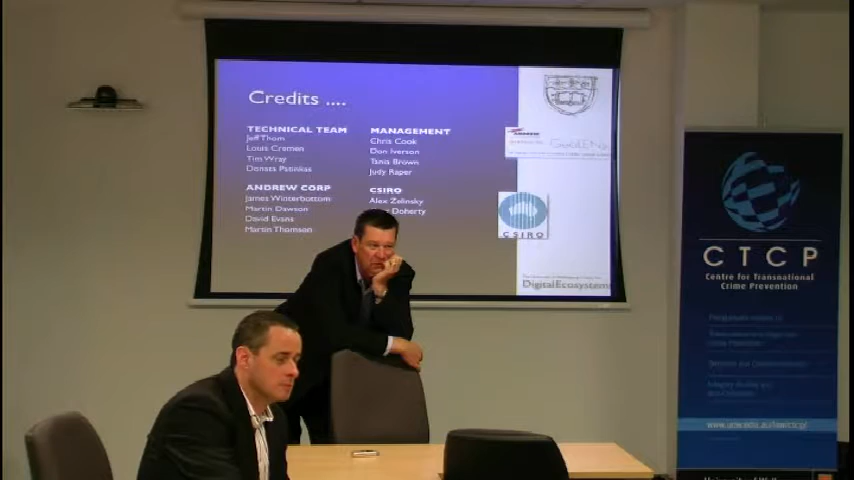 Credits ....
TECHNICAL TEAM
Jeff Thom
Louis Cremen
Tim Wray
ANDREW CORP
James Winterbottom
Martin Dawson
David Evans
Martin Thomson
MANAGEMENT
Chris Cook
Don Iverson
Tania Brown
Judy Raper
CSIRO
Alex Zelinsky
Doherty
ANDREW
CSIRO
DigitalEcosystems
CTCP
Centre for Transnational
Crime Prevention